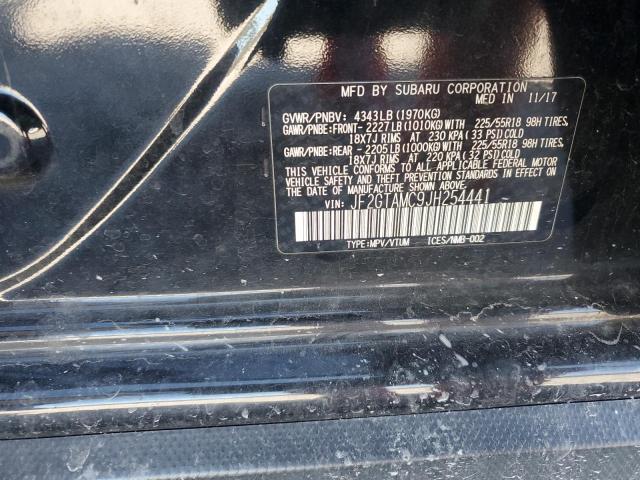 MFD BY SUBARU CORPORATION
MED IN 11/17
GVWR/PNBV: 4343LB (1970KG)
GAWR/PNBE: FRONT- 2227LB (1010KG) WITH 225/55R18 98H TIRES,
18X7J RIMS AT 230 KPA (33 PSI) COLD
GAWR/PNBE: REAR - 2205LB (1000KG) WITH 225/55R18 98H TIRES,
18X7J RIMS AT 220 KPA (32 PSI) COLD
THIS VEHICLE CONFORMS TO ALL APPLICABLE FEDERAL MOTOR
VEHICLE SAFETY AND THEFT PREVENTION STANDARDS IN EFFECT
ON THE DATE OF MANUFACTURE SHOWN ABOVE.
VIN: JF2GTAMC9JH254441
TYPE: MPV/VTUM ICES/NMB-002